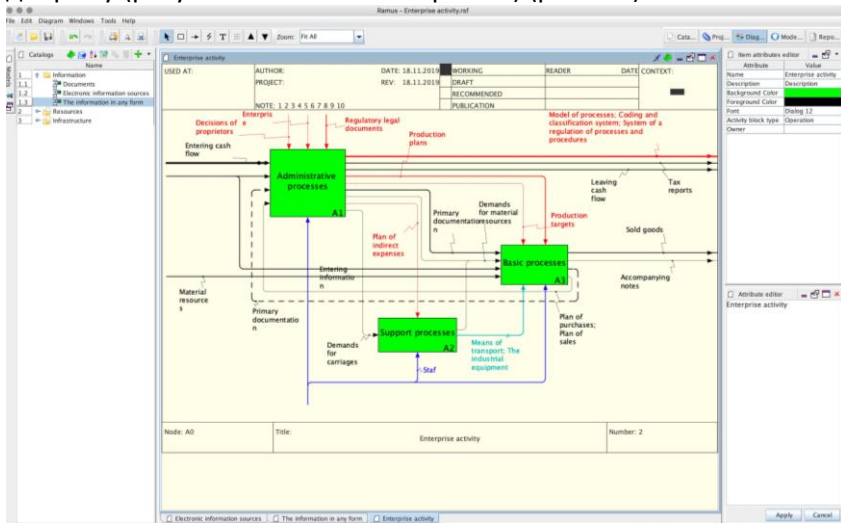 Ramus - Enterprise activity.rsf
File Edit Diagram Windows Tools Help
Zoom: Fit All
Cata... Proj... Diag... Mode... Repo...
Models
Catalogs
Name
1 Information
1.1 Documents
1.2 Electronic information sources
1.3 The information in any form
2 Resources
3 Infrastructure
Enterprise activity
USED AT:
AUTHOR:
PROJECT:
NOTE: 1 2 3 4 5 6 7 8 9 10
DATE: 18.11.2019
REV: 18.11.2019
WORKING
DRAFT
RECOMMENDED
PUBLICATION
READER
DATE
CONTEXT:
Decisions of
proprietors
Enterpris
e
Regulatory legal
documents
Production
plans
Model of processes; Coding and
classification system; System of a
regulation of processes and
procedures
Entering cash
flow
Administrative
processes
A1
Leaving
cash
flow
Tax
reports
Primary
documentatio
n
Demands
for material
resources
Production
targets
Sold goods
Plan of
indirect
expenses
Basic processes
A3
Entering
informatio
n
Material
resource
s
Accompanying
notes
Primary
documentatio
n
Plan of
purchases;
Plan of
sales
Support processes
A2
Demands
for
carriages
Means of
transport; The
industrial
equipment
Staf
Node: A0
Title:
Enterprise activity
Number: 2
Electronic information sources
The information in any form
Enterprise activity
Item attributes editor
Attribute Value
Name Enterprise activity
Description Description
Background Color
Foreground Color
Font Dialog 12
Activity block type Operation
Owner
Attribute editor
Enterprise activity
Apply Cancel